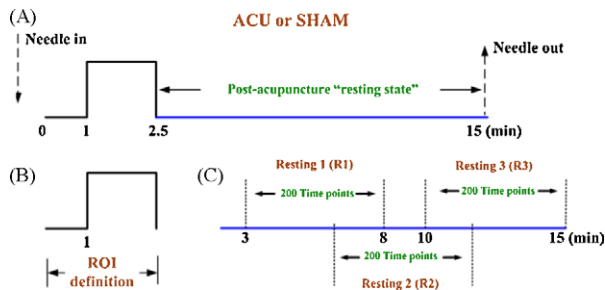 (A)
ACU or SHAM
Needle in
Needle out
Post-acupuncture “resting state”
0 1 2.5 15 (min)
(B)
1
ROI
definition
(C)
Resting 1 (R1)
Resting 3 (R3)
200 Time points
200 Time points
3 8 10 15 (min)
200 Time points
Resting 2 (R2)